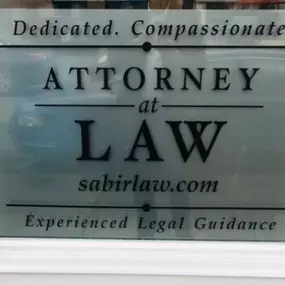 Dedicated. Compassionate
ATTORNEY
at
LAW
sabirlaw.com
Experienced Legal Guidance